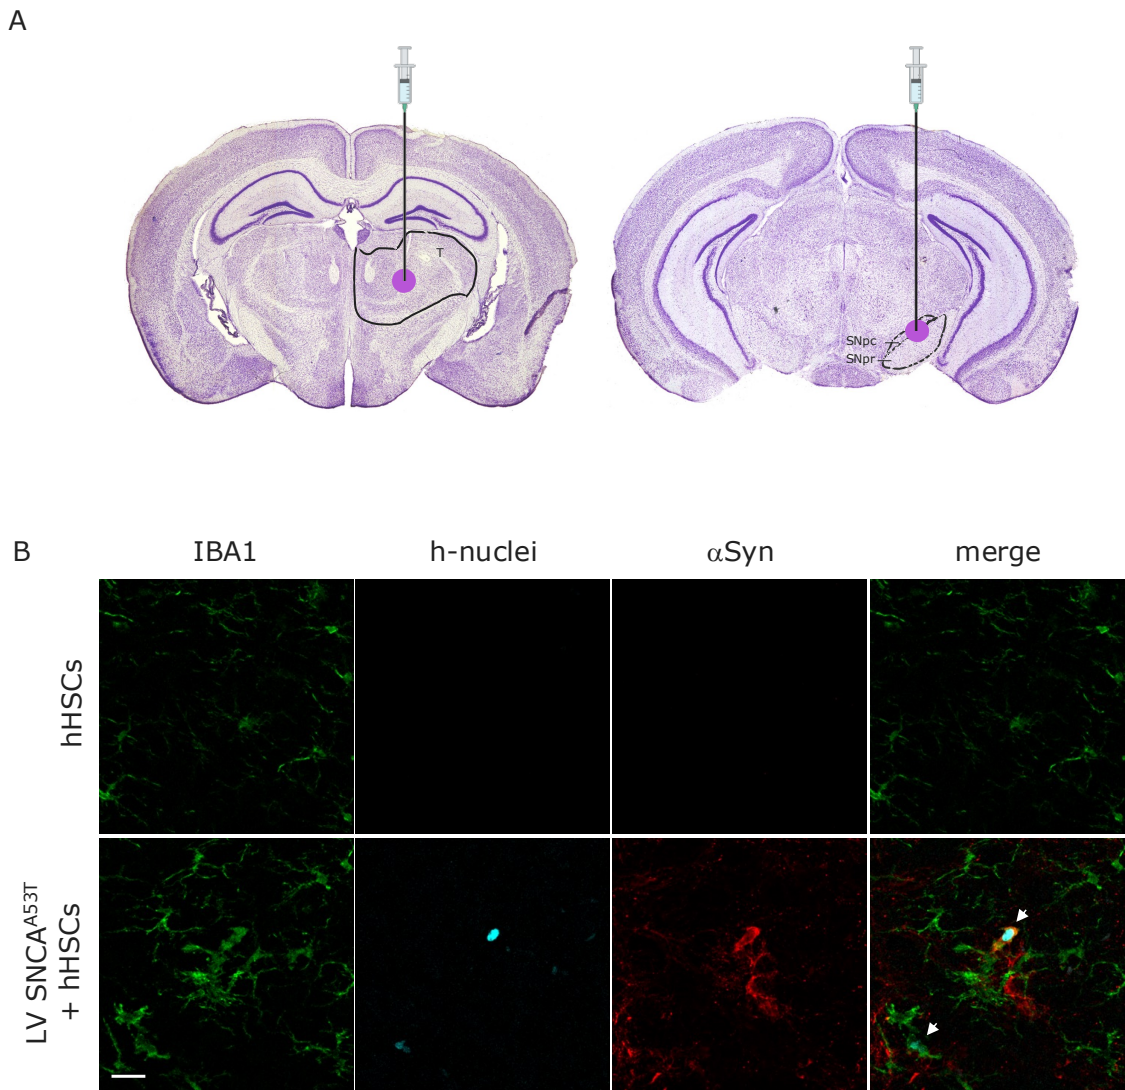 A
T
SNpc
SNpr
B
IBA1 h-nuclei αSyn merge
hHSCs
LV SNCA^A53T
+ hHSCs